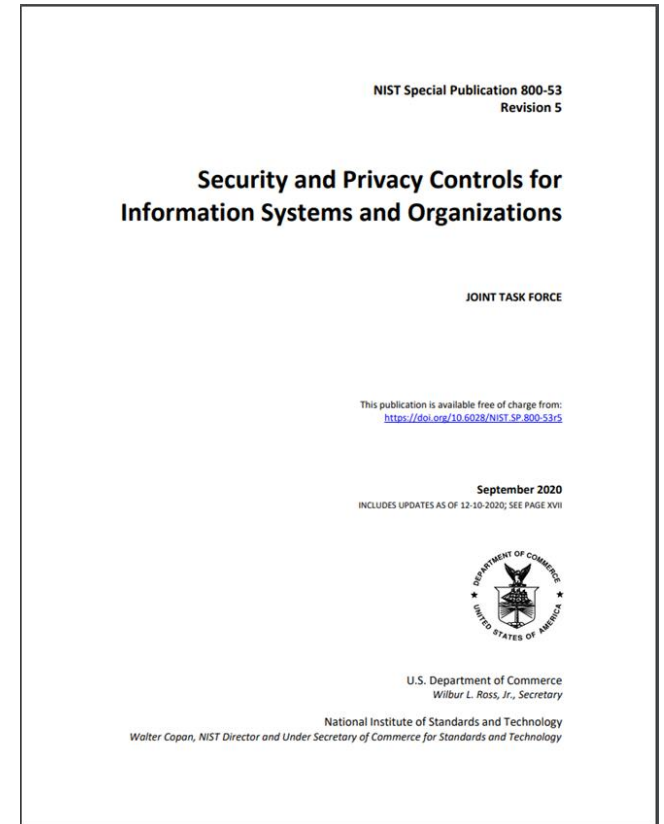 NIST Special Publication 800-53
Revision 5
Security and Privacy Controls for
Information Systems and Organizations
JOINT TASK FORCE
This publication is available free of charge from:
https://doi.org/10.6028/NIST.SP.800-53r5
September 2020
INCLUDES UPDATES AS OF 12-10-2020; SEE PAGE XVII
DEPARTMENT OF COMMERCE
UNITED STATES OF AMERICA
U.S. Department of Commerce
Wilbur L. Ross, Jr., Secretary
National Institute of Standards and Technology
Walter Copan, NIST Director and Under Secretary of Commerce for Standards and Technology